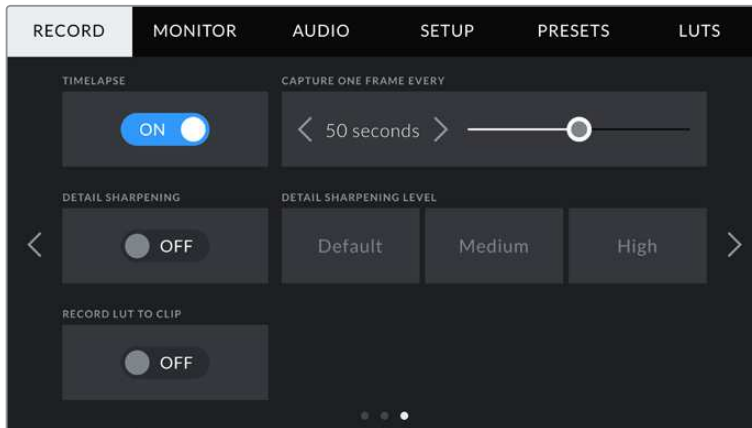 RECORD MONITOR AUDIO SETUP PRESETS LUTS
TIMELAPSE CAPTURE ONE FRAME EVERY
ON 50 seconds
DETAIL SHARPENING DETAIL SHARPENING LEVEL
OFF Default Medium High
RECORD LUT TO CLIP
OFF